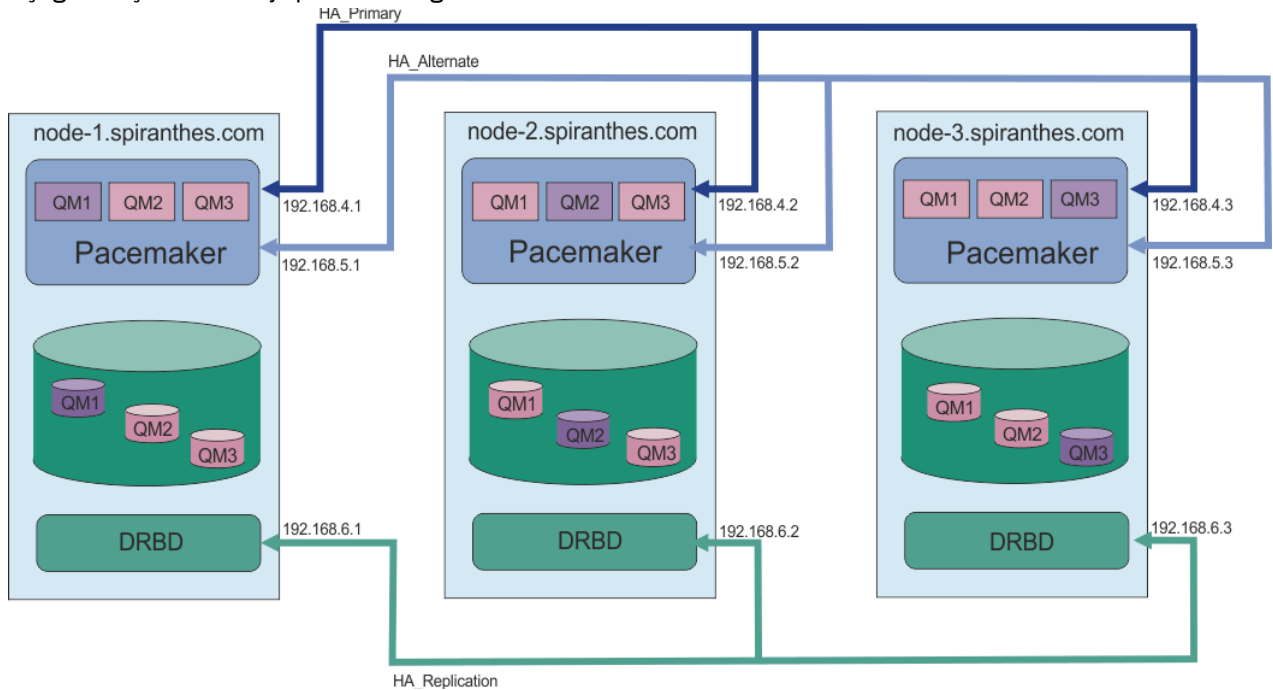 HA_Primary
HA_Alternate
node-1.spiranthes.com
QM1 QM2 QM3
Pacemaker
192.168.4.1
192.168.5.1
QM1
QM2
QM3
DRBD
192.168.6.1
node-2.spiranthes.com
QM1 QM2 QM3
Pacemaker
192.168.4.2
192.168.5.2
QM1
QM2
QM3
DRBD
192.168.6.2
node-3.spiranthes.com
QM1 QM2 QM3
Pacemaker
192.168.4.3
192.168.5.3
QM1
QM2
QM3
DRBD
192.168.6.3
HA_Replication